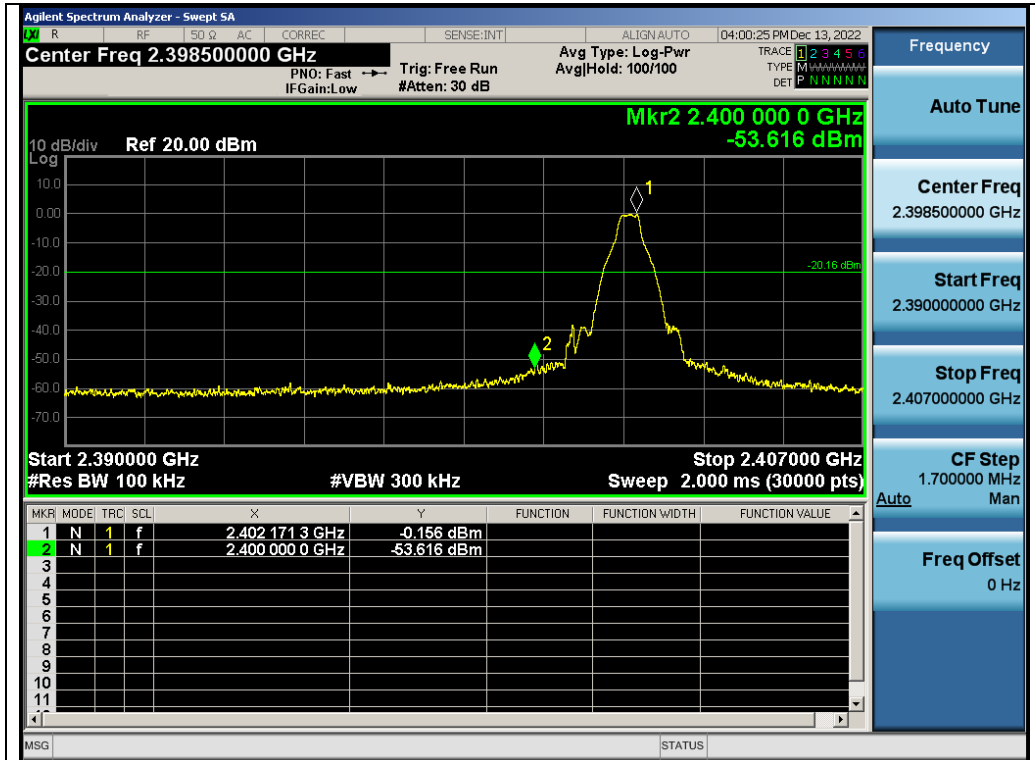 Agilent Spectrum Analyzer - Swept SA
LXI R RF 50 Ω AC CORREC SENSE:INT ALIGN AUTO 04:00:25 PM Dec 13, 2022
Center Freq 2.398500000 GHz
PNO: Fast
IFGain:Low
Trig: Free Run
#Atten: 30 dB
Avg Type: Log-Pwr
Avg|Hold: 100/100
TRACE 1 2 3 4 5 6
TYPE M WWWWW
DET P N N N N N
Mkr2 2.400 000 0 GHz
-53.616 dBm
10 dB/div Ref 20.00 dBm
Log
10.0
0.00
-10.0
-20.0
-30.0
-40.0
-50.0
-60.0
-70.0
1
-20.16 dBm
2
Start 2.390000 GHz Stop 2.407000 GHz
#Res BW 100 kHz #VBW 300 kHz Sweep 2.000 ms (30000 pts)
MKR MODE TRC SCL X Y FUNCTION FUNCTION WIDTH FUNCTION VALUE
1 N 1 f 2.402 171 3 GHz -0.156 dBm
2 N 1 f 2.400 000 0 GHz -53.616 dBm
3
4
5
6
7
8
9
10
11
MSG STATUS
Frequency
Auto Tune
Center Freq
2.398500000 GHz
Start Freq
2.390000000 GHz
Stop Freq
2.407000000 GHz
CF Step
1.700000 MHz
Auto Man
Freq Offset
0 Hz